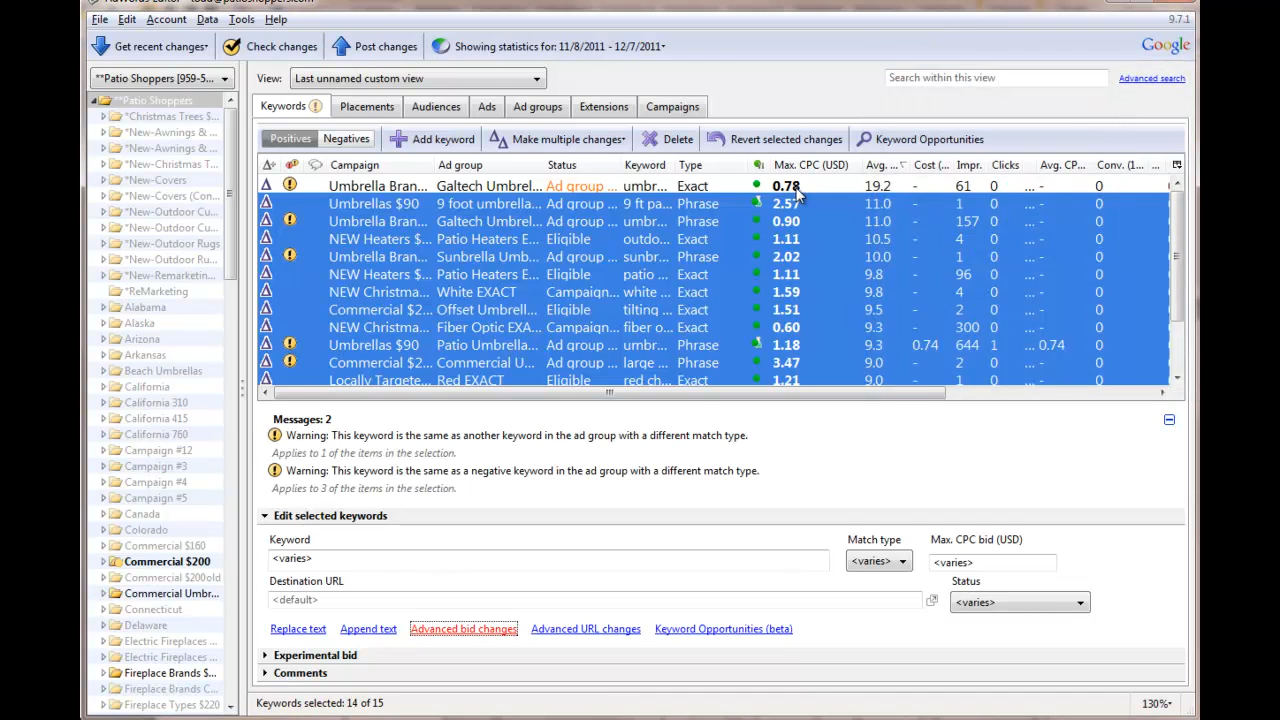 AdWords Editor - todd@patioshoppers.com
File Edit Account Data Tools Help 9.7.1
Get recent changes Check changes Post changes Showing statistics for: 11/8/2011 - 12/7/2011 Google
**Patio Shoppers [959-5... View: Last unnamed custom view Search within this view Advanced search
**Patio Shoppers
*Christmas Trees $...
*New-Awnings & ...
*New-Awnings & ...
*New-Christmas T...
*New-Covers
*New-Covers (Con...
*New-Outdoor Cu...
*New-Outdoor Cu...
*New-Outdoor Rugs
*New-Outdoor Ru...
*New-Remarketin...
*ReMarketing
Alabama
Alaska
Arizona
Arkansas
Beach Umbrellas
California
California 310
California 415
California 760
Campaign #12
Campaign #3
Campaign #4
Campaign #5
Canada
Colorado
Commercial $160
Commercial $200
Commercial $200old
Commercial Umbr...
Connecticut
Delaware
Electric Fireplaces ...
Electric Fireplaces ...
Fireplace Brands $...
Fireplace Brands C...
Fireplace Types $220
Keywords Placements Audiences Ads Ad groups Extensions Campaigns
Positives Negatives Add keyword Make multiple changes Delete Revert selected changes Keyword Opportunities
Campaign Ad group Status Keyword Type Max. CPC (USD) Avg. ... Cost (... Impr. Clicks Avg. CP... Conv. (1... ...
Umbrella Bran... Galtech Umbrel... Ad group ... umbr... Exact 0.78 19.2 - 61 0 ... - 0
Umbrellas $90 9 foot umbrella... Ad group ... 9 ft pa... Phrase 2.57 11.0 - 1 0 ... - 0
Umbrella Bran... Galtech Umbrel... Ad group ... umbr... Phrase 0.90 11.0 - 157 0 ... - 0
NEW Heaters $... Patio Heaters E... Eligible outdo... Exact 1.11 10.5 - 4 0 ... - 0
Umbrella Bran... Sunbrella Umb... Ad group ... sunbr... Phrase 2.02 10.0 - 1 0 ... - 0
NEW Heaters $... Patio Heaters E... Eligible patio ... Exact 1.11 9.8 - 96 0 ... - 0
NEW Christma... White EXACT Campaign... white ... Exact 1.59 9.8 - 4 0 ... - 0
Commercial $2... Offset Umbrell... Eligible tilting ... Exact 1.51 9.5 - 2 0 ... - 0
NEW Christma... Fiber Optic EXA... Campaign... fiber o... Exact 0.60 9.3 - 300 0 ... - 0
Umbrellas $90 Patio Umbrella... Ad group ... umbr... Phrase 1.18 9.3 0.74 644 1 ... 0.74 0
Commercial $2... Commercial U... Ad group ... large ... Phrase 3.47 9.0 - 2 0 ... - 0
Locally Targete... Red EXACT Eligible red ch... Exact 1.21 9.0 - 1 0 ... - 0
Messages: 2
Warning: This keyword is the same as another keyword in the ad group with a different match type.
Applies to 1 of the items in the selection.
Warning: This keyword is the same as a negative keyword in the ad group with a different match type.
Applies to 3 of the items in the selection.
Edit selected keywords
Keyword Match type Max. CPC bid (USD)
<varies> <varies> <varies>
Destination URL Status
<default> <varies>
Replace text Append text Advanced bid changes Advanced URL changes Keyword Opportunities (beta)
Experimental bid
Comments
Keywords selected: 14 of 15 130%